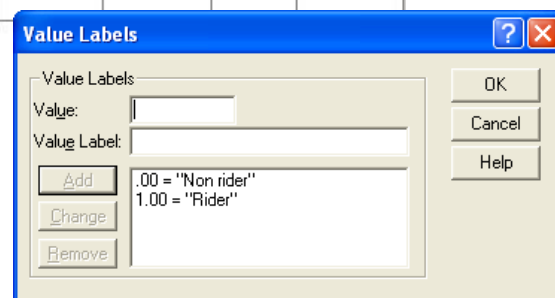 Value Labels
Value Labels
Value:
Value Label:
Add
Change
Remove
.00 = "Non rider"
1.00 = "Rider"
OK
Cancel
Help